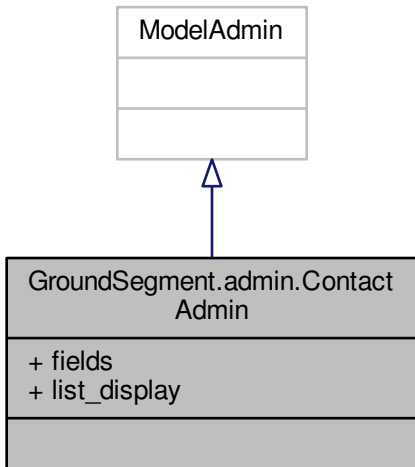 ModelAdmin
GroundSegment.admin.Contact
Admin
+ fields
+ list_display